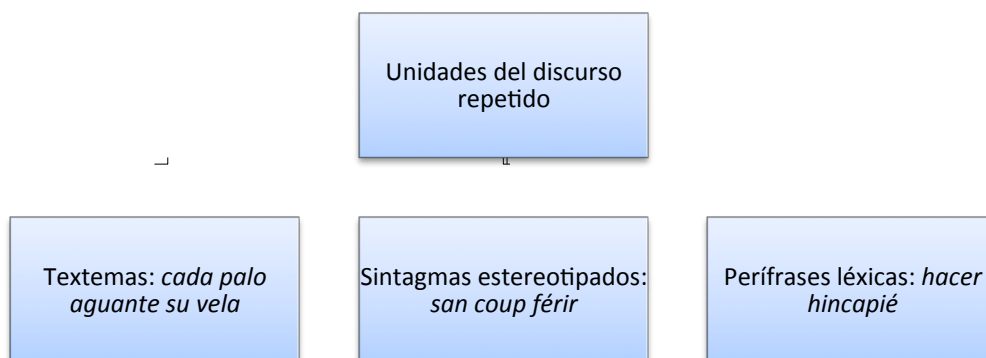 Unidades del discurso
repetido
Textemas: cada palo
aguante su vela
Sintagmas estereotipados:
san coup férir
Perífrases léxicas: hacer
hincapié